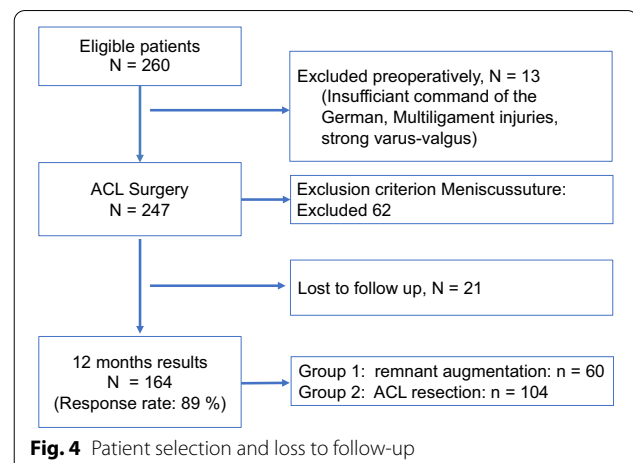 Eligible patients
N = 260
Excluded preoperatively, N = 13
(Insufficiant command of the
German, Multiligament injuries,
strong varus-valgus)
ACL Surgery
N = 247
Exclusion criterion Meniscussuture:
Excluded 62
Lost to follow up, N = 21
12 months results
N = 164
(Response rate: 89 %)
Group 1: remnant augmentation: n = 60
Group 2: ACL resection: n = 104
Fig. 4 Patient selection and loss to follow-up